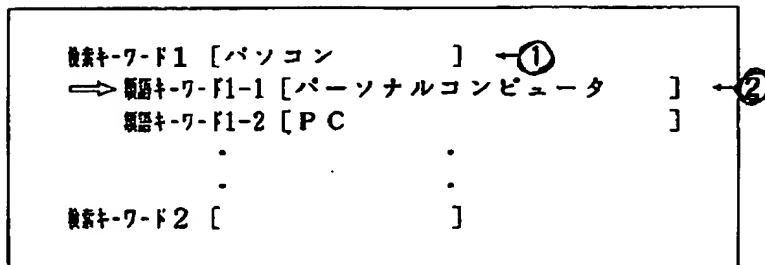 検索キーワード1 [パソコン ] ←①
⇒ 類語キーワード1-1 [パーソナルコンピュータ ] ←②
類語キーワード1-2 [PC ]
・ ・
・ ・
検索キーワード2 [ ]